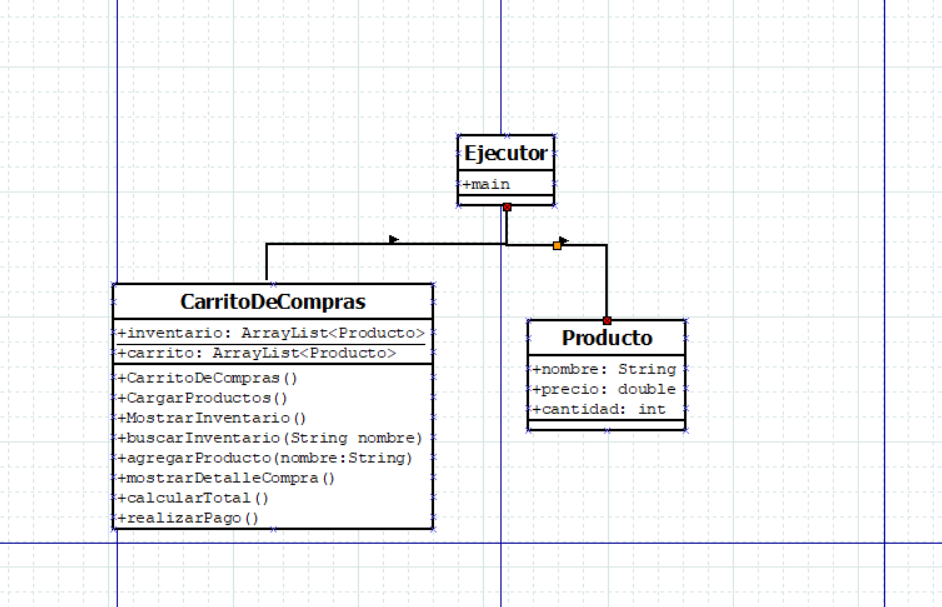 Ejecutor
+main
CarritoDeCompras
+inventario: ArrayList<Producto>
+carrito: ArrayList<Producto>
+CarritoDeCompras()
+CargarProductos()
+MostrarInventario()
+buscarInventario(String nombre)
+agregarProducto(nombre:String)
+mostrarDetalleCompra()
+calcularTotal()
+realizarPago()
Producto
+nombre: String
+precio: double
+cantidad: int